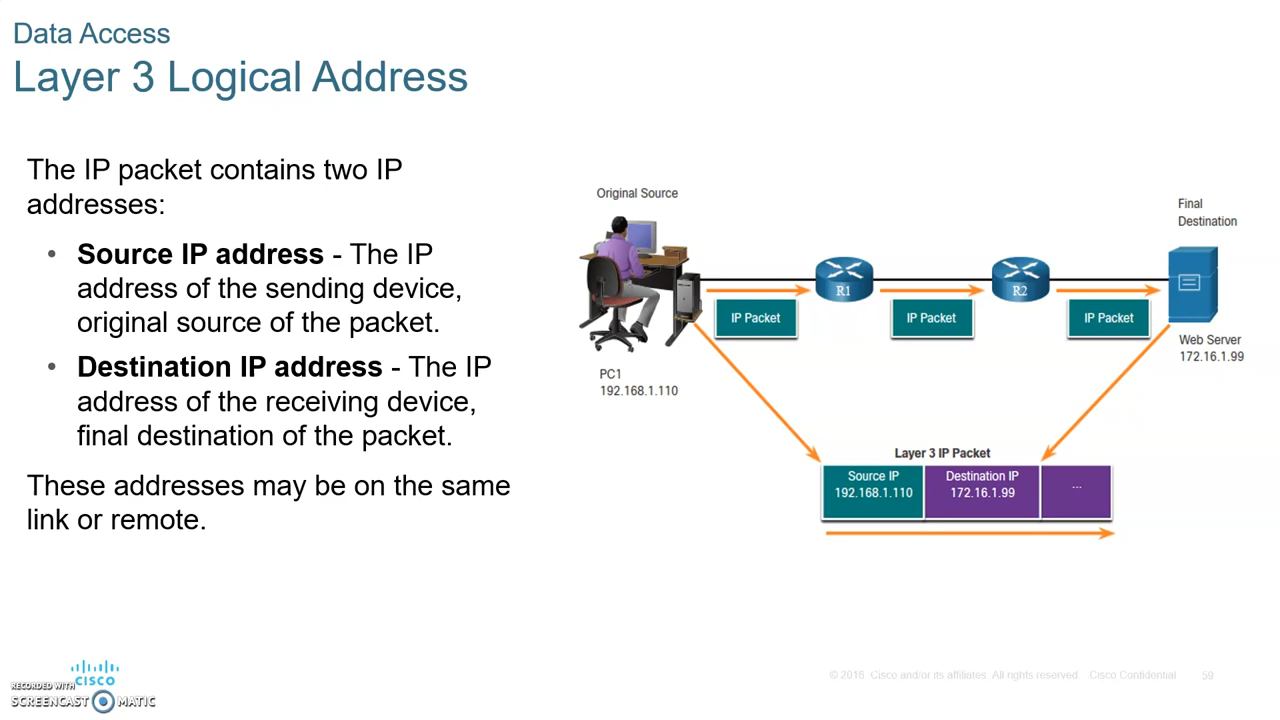 Data Access
Layer 3 Logical Address
The IP packet contains two IP
addresses:
• Source IP address - The IP
address of the sending device,
original source of the packet.
• Destination IP address - The IP
address of the receiving device,
final destination of the packet.
These addresses may be on the same
link or remote.
Original Source
Final
Destination
R1
R2
IP Packet
IP Packet
IP Packet
PC1
192.168.1.110
Web Server
172.16.1.99
Layer 3 IP Packet
Source IP
192.168.1.110
Destination IP
172.16.1.99
...
CISCO
RECORDED WITH
SCREENCAST MATIC
© 2016 Cisco and/or its affiliates. All rights reserved. Cisco Confidential
59